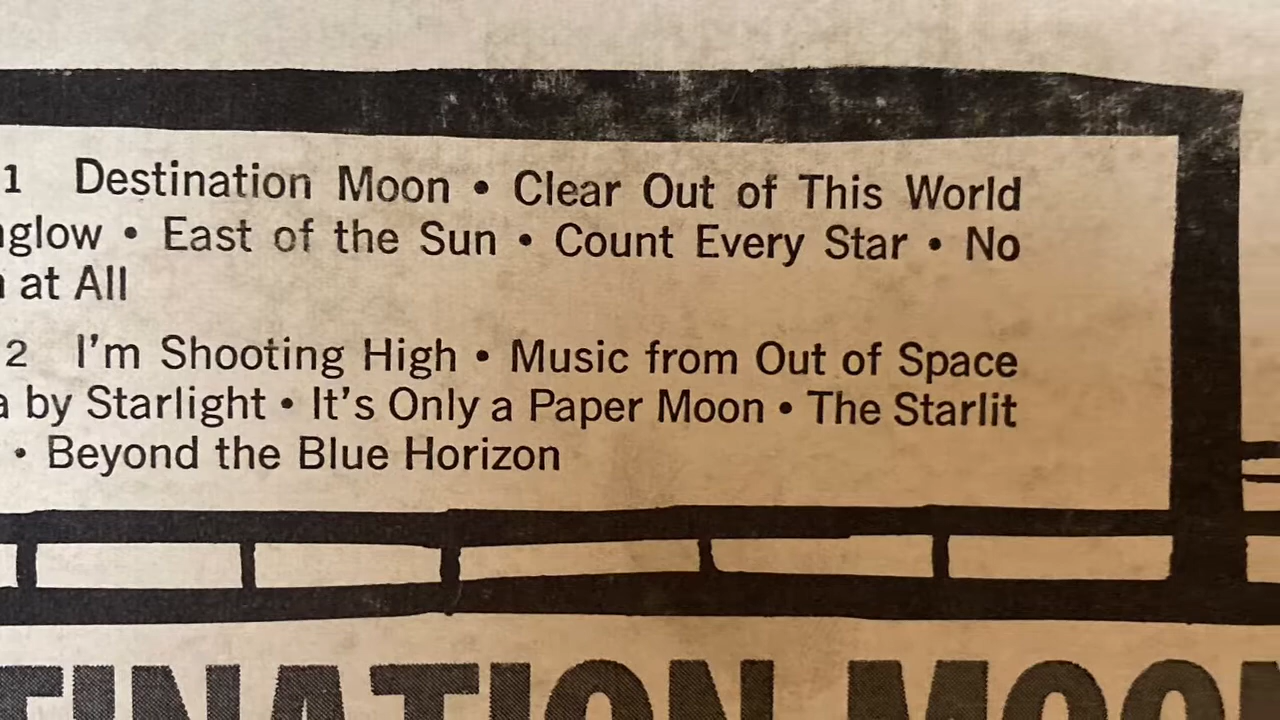 1 Destination Moon • Clear Out of This World
glow • East of the Sun • Count Every Star • No
at All
2 I'm Shooting High • Music from Out of Space
a by Starlight • It's Only a Paper Moon • The Starlit
• Beyond the Blue Horizon
TINATION MOON